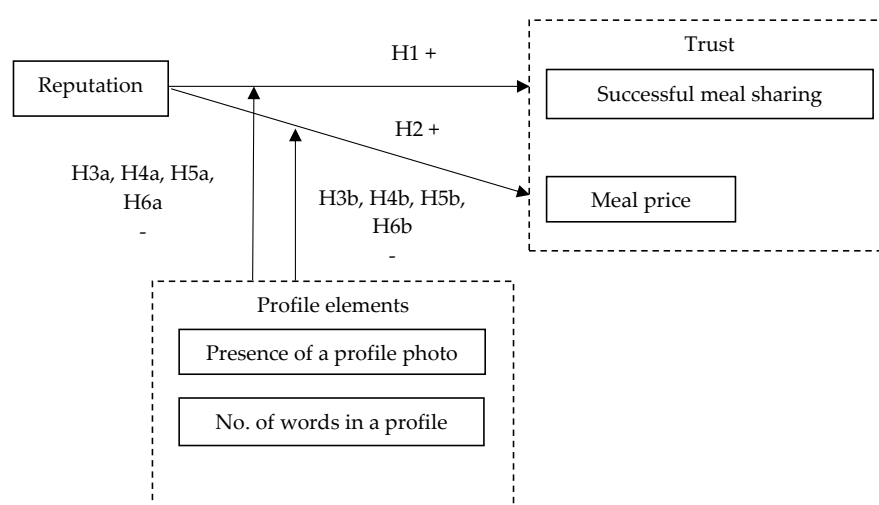 H1 +
Trust
Reputation
Successful meal sharing
H2 +
H3a, H4a, H5a,
H6a
-
H3b, H4b, H5b,
H6b
-
Meal price
Profile elements
Presence of a profile photo
No. of words in a profile